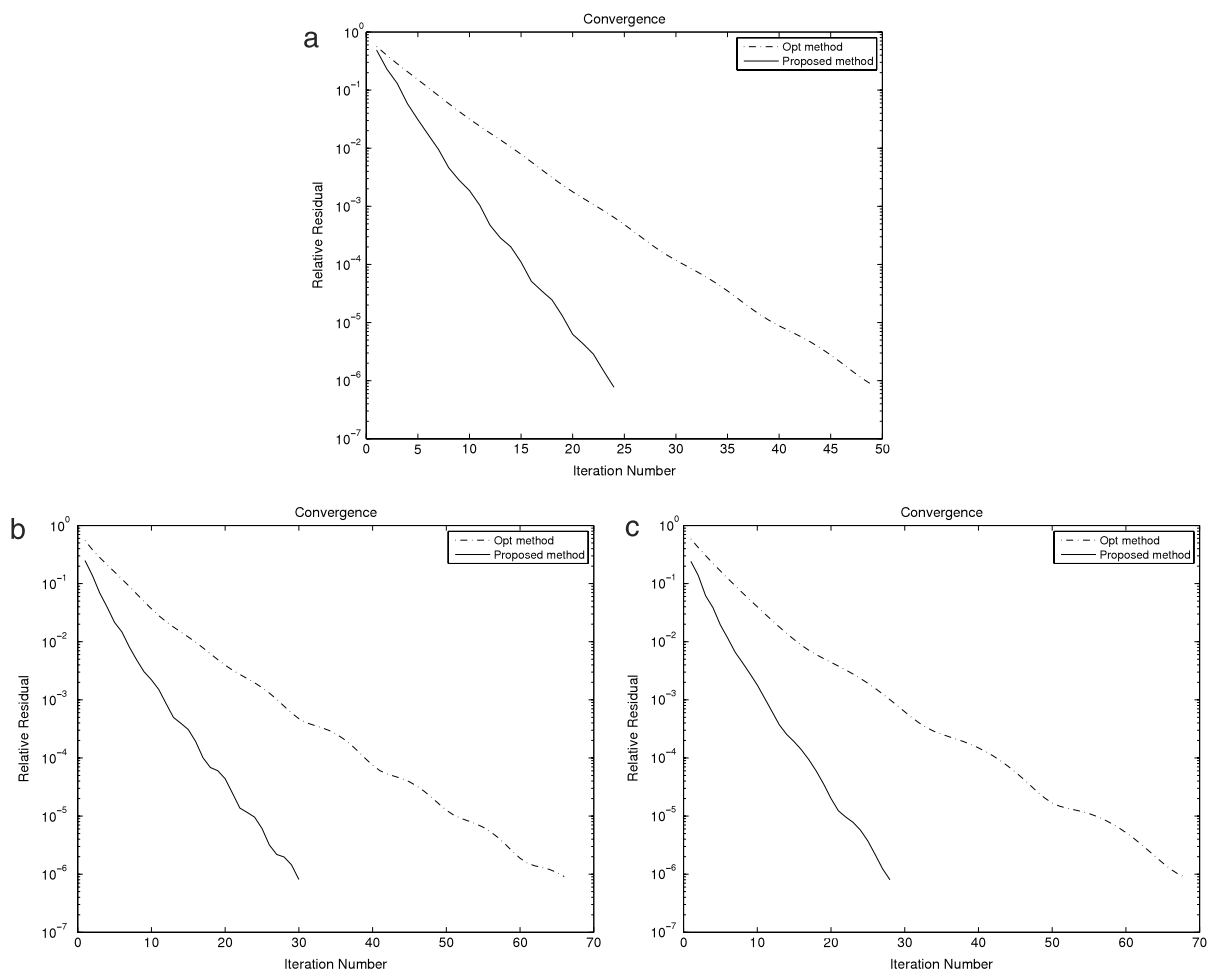 a
Convergence
Opt method
Proposed method
Relative Residual
10^0
10^-1
10^-2
10^-3
10^-4
10^-5
10^-6
10^-7
0 5 10 15 20 25 30 35 40 45 50
Iteration Number
b
Convergence
Opt method
Proposed method
Relative Residual
10^0
10^-1
10^-2
10^-3
10^-4
10^-5
10^-6
10^-7
0 10 20 30 40 50 60 70
Iteration Number
c
Convergence
Opt method
Proposed method
Relative Residual
10^0
10^-1
10^-2
10^-3
10^-4
10^-5
10^-6
10^-7
0 10 20 30 40 50 60 70
Iteration Number